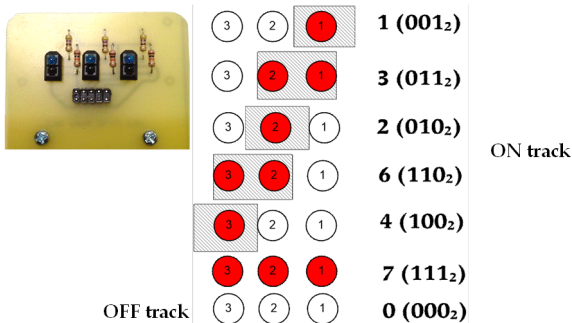 3 2 1 1 (001₂)
3 2 1 3 (011₂)
3 2 1 2 (010₂)
ON track
3 2 1 6 (110₂)
3 2 1 4 (100₂)
3 2 1 7 (111₂)
OFF track 3 2 1 0 (000₂)